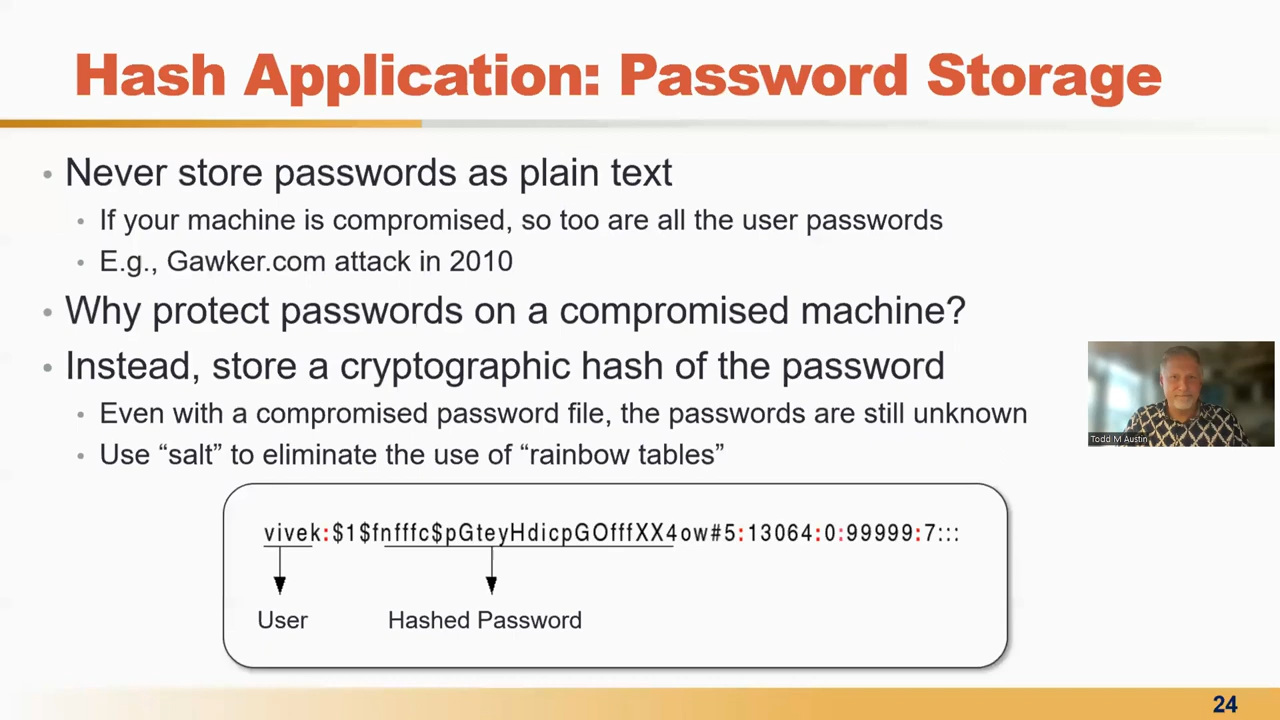 Hash Application: Password Storage
• Never store passwords as plain text
• If your machine is compromised, so too are all the user passwords
• E.g., Gawker.com attack in 2010
• Why protect passwords on a compromised machine?
• Instead, store a cryptographic hash of the password
• Even with a compromised password file, the passwords are still unknown
• Use “salt” to eliminate the use of “rainbow tables”
Todd M Austin
vivek:$1$fnfffc$pGteyHdicpGOfffXX4ow#5:13064:0:99999:7:::
User
Hashed Password
24